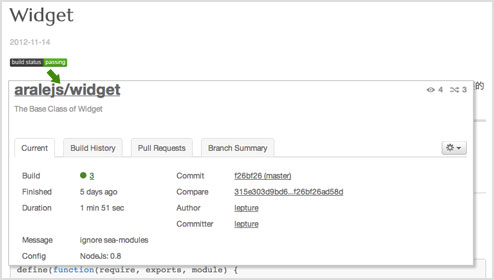 Widget
2012-11-14
build status passing
的
aralejs/widget 4 3
The Base Class of Widget
Current Build History Pull Requests Branch Summary
Build 3 Commit f26bf26 (master)
Finished 5 days ago Compare 315e303d9bd6...f26bf26ad58d
Duration 1 min 51 sec Author lepture
Committer lepture
Message ignore sea-modules
Config NodeJs: 0.8
define(function(require, exports, module) {